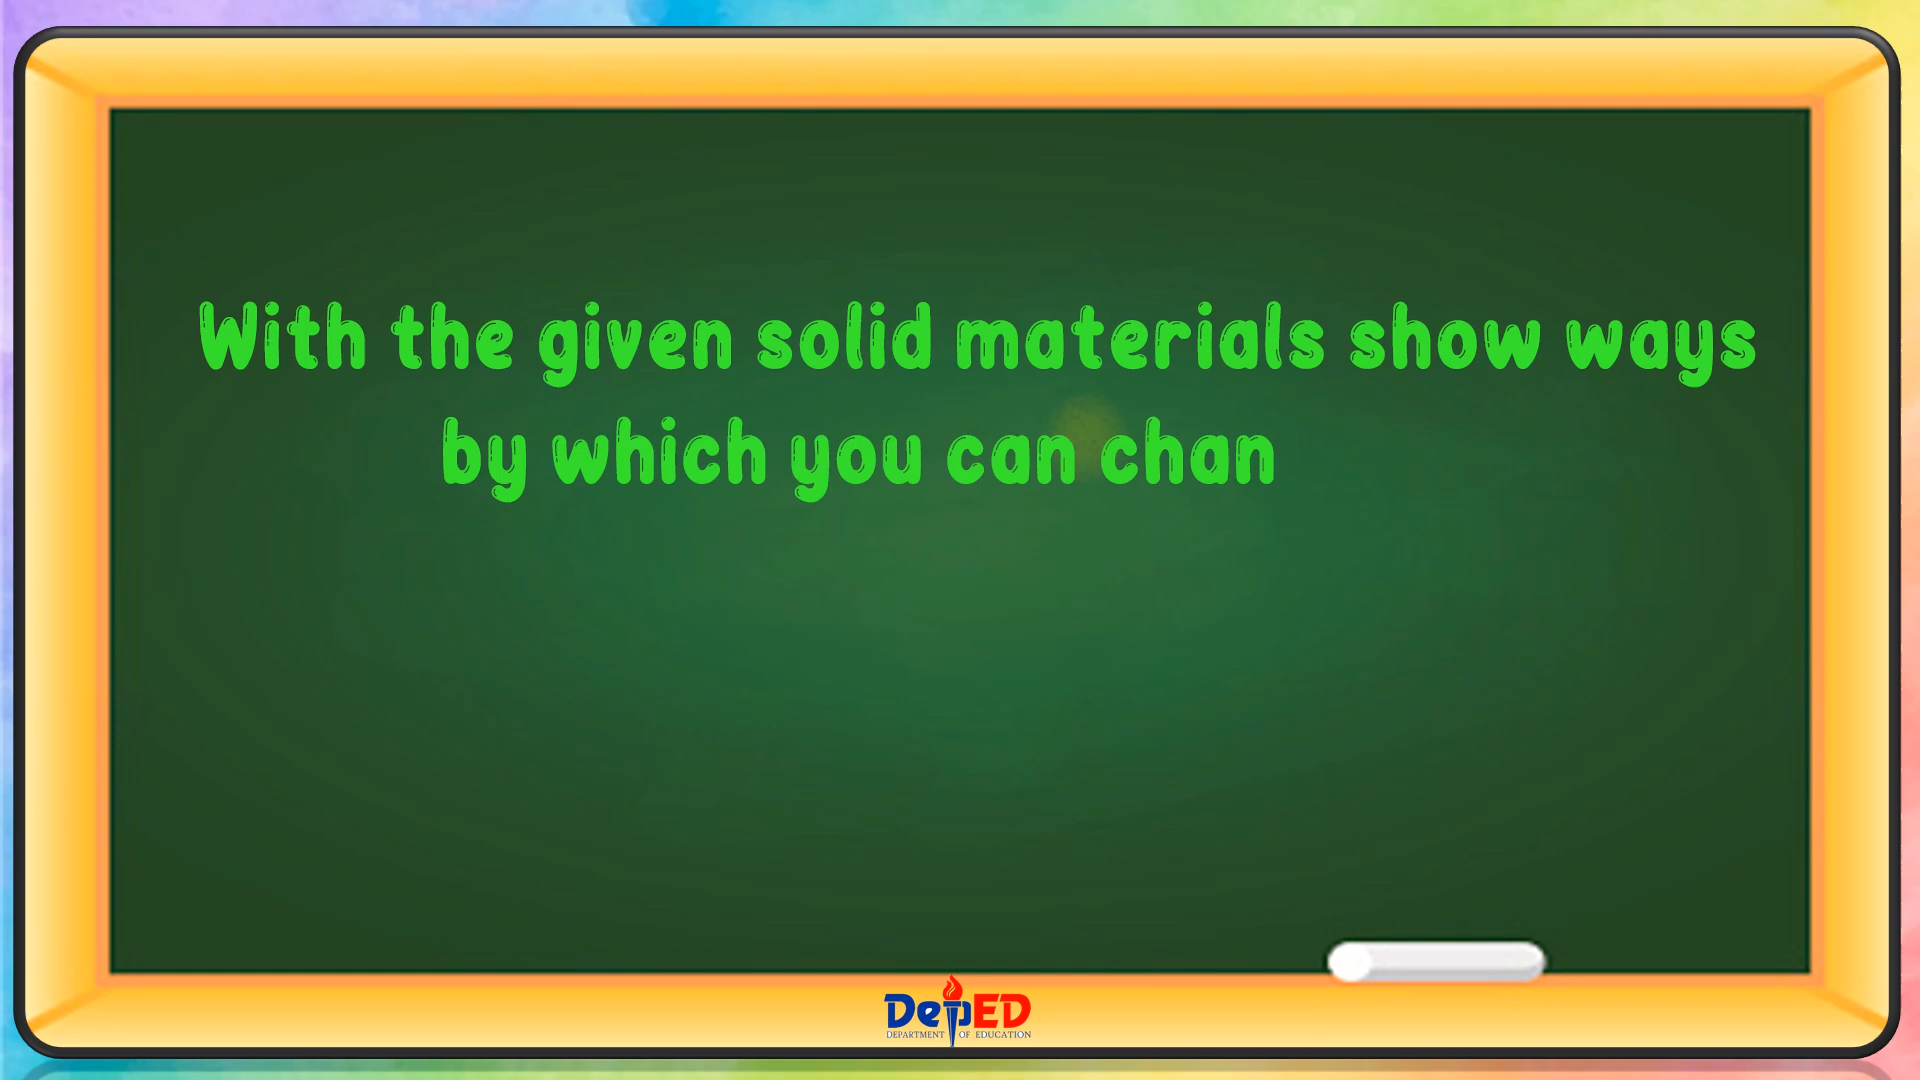 With the given solid materials show ways
by which you can chan
DepED
DEPARTMENT OF EDUCATION